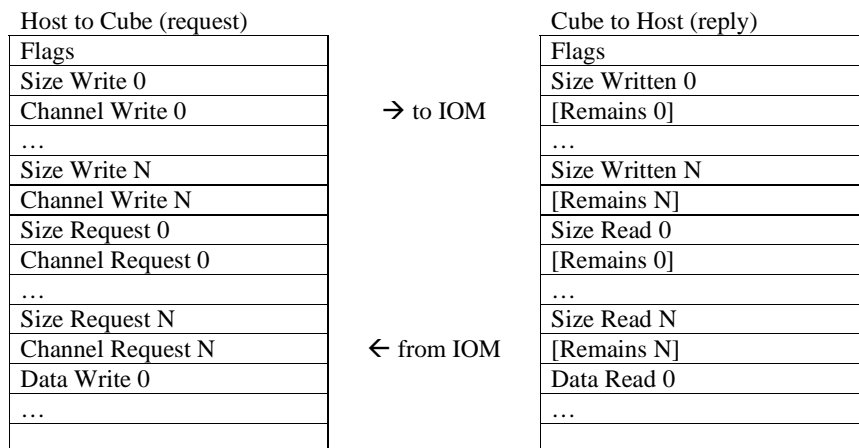 Host to Cube (request)
Flags
Size Write 0
Channel Write 0
…
Size Write N
Channel Write N
Size Request 0
Channel Request 0
…
Size Request N
Channel Request N
Data Write 0
…
→ to IOM
← from IOM
Cube to Host (reply)
Flags
Size Written 0
[Remains 0]
…
Size Written N
[Remains N]
Size Read 0
[Remains 0]
…
Size Read N
[Remains N]
Data Read 0
…